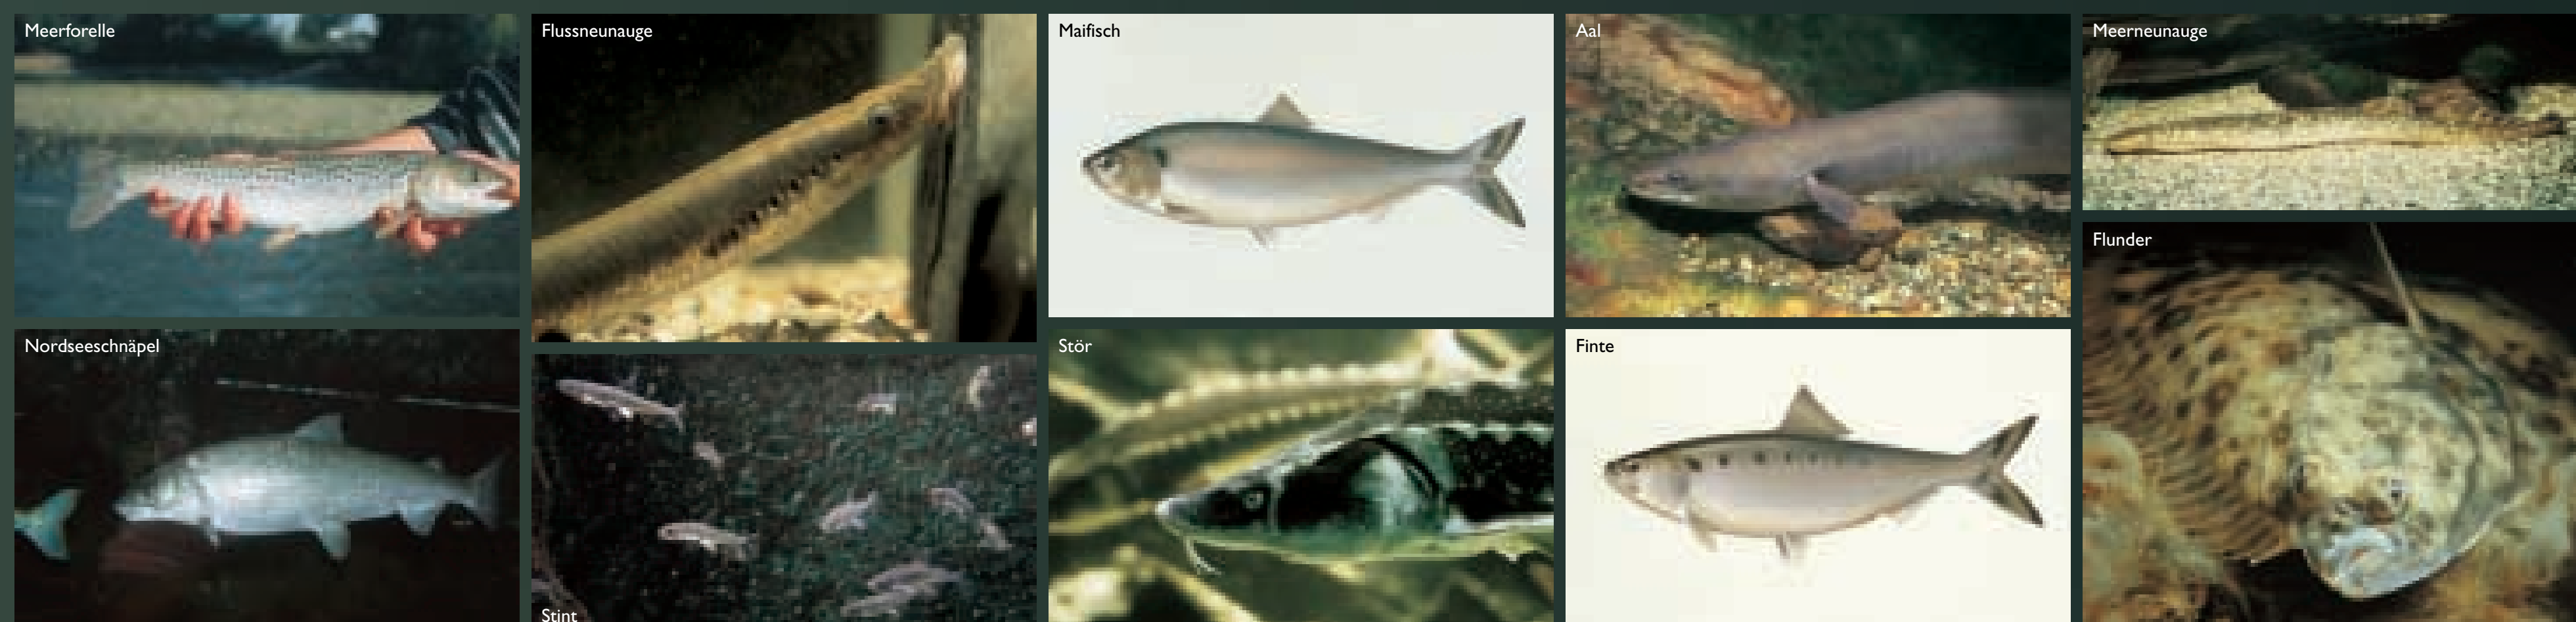 Meerforelle
Flussneunauge
Maifisch
Aal
Meerneunauge
Flunder
Nordseeschnäpel
Stör
Finte
Stint